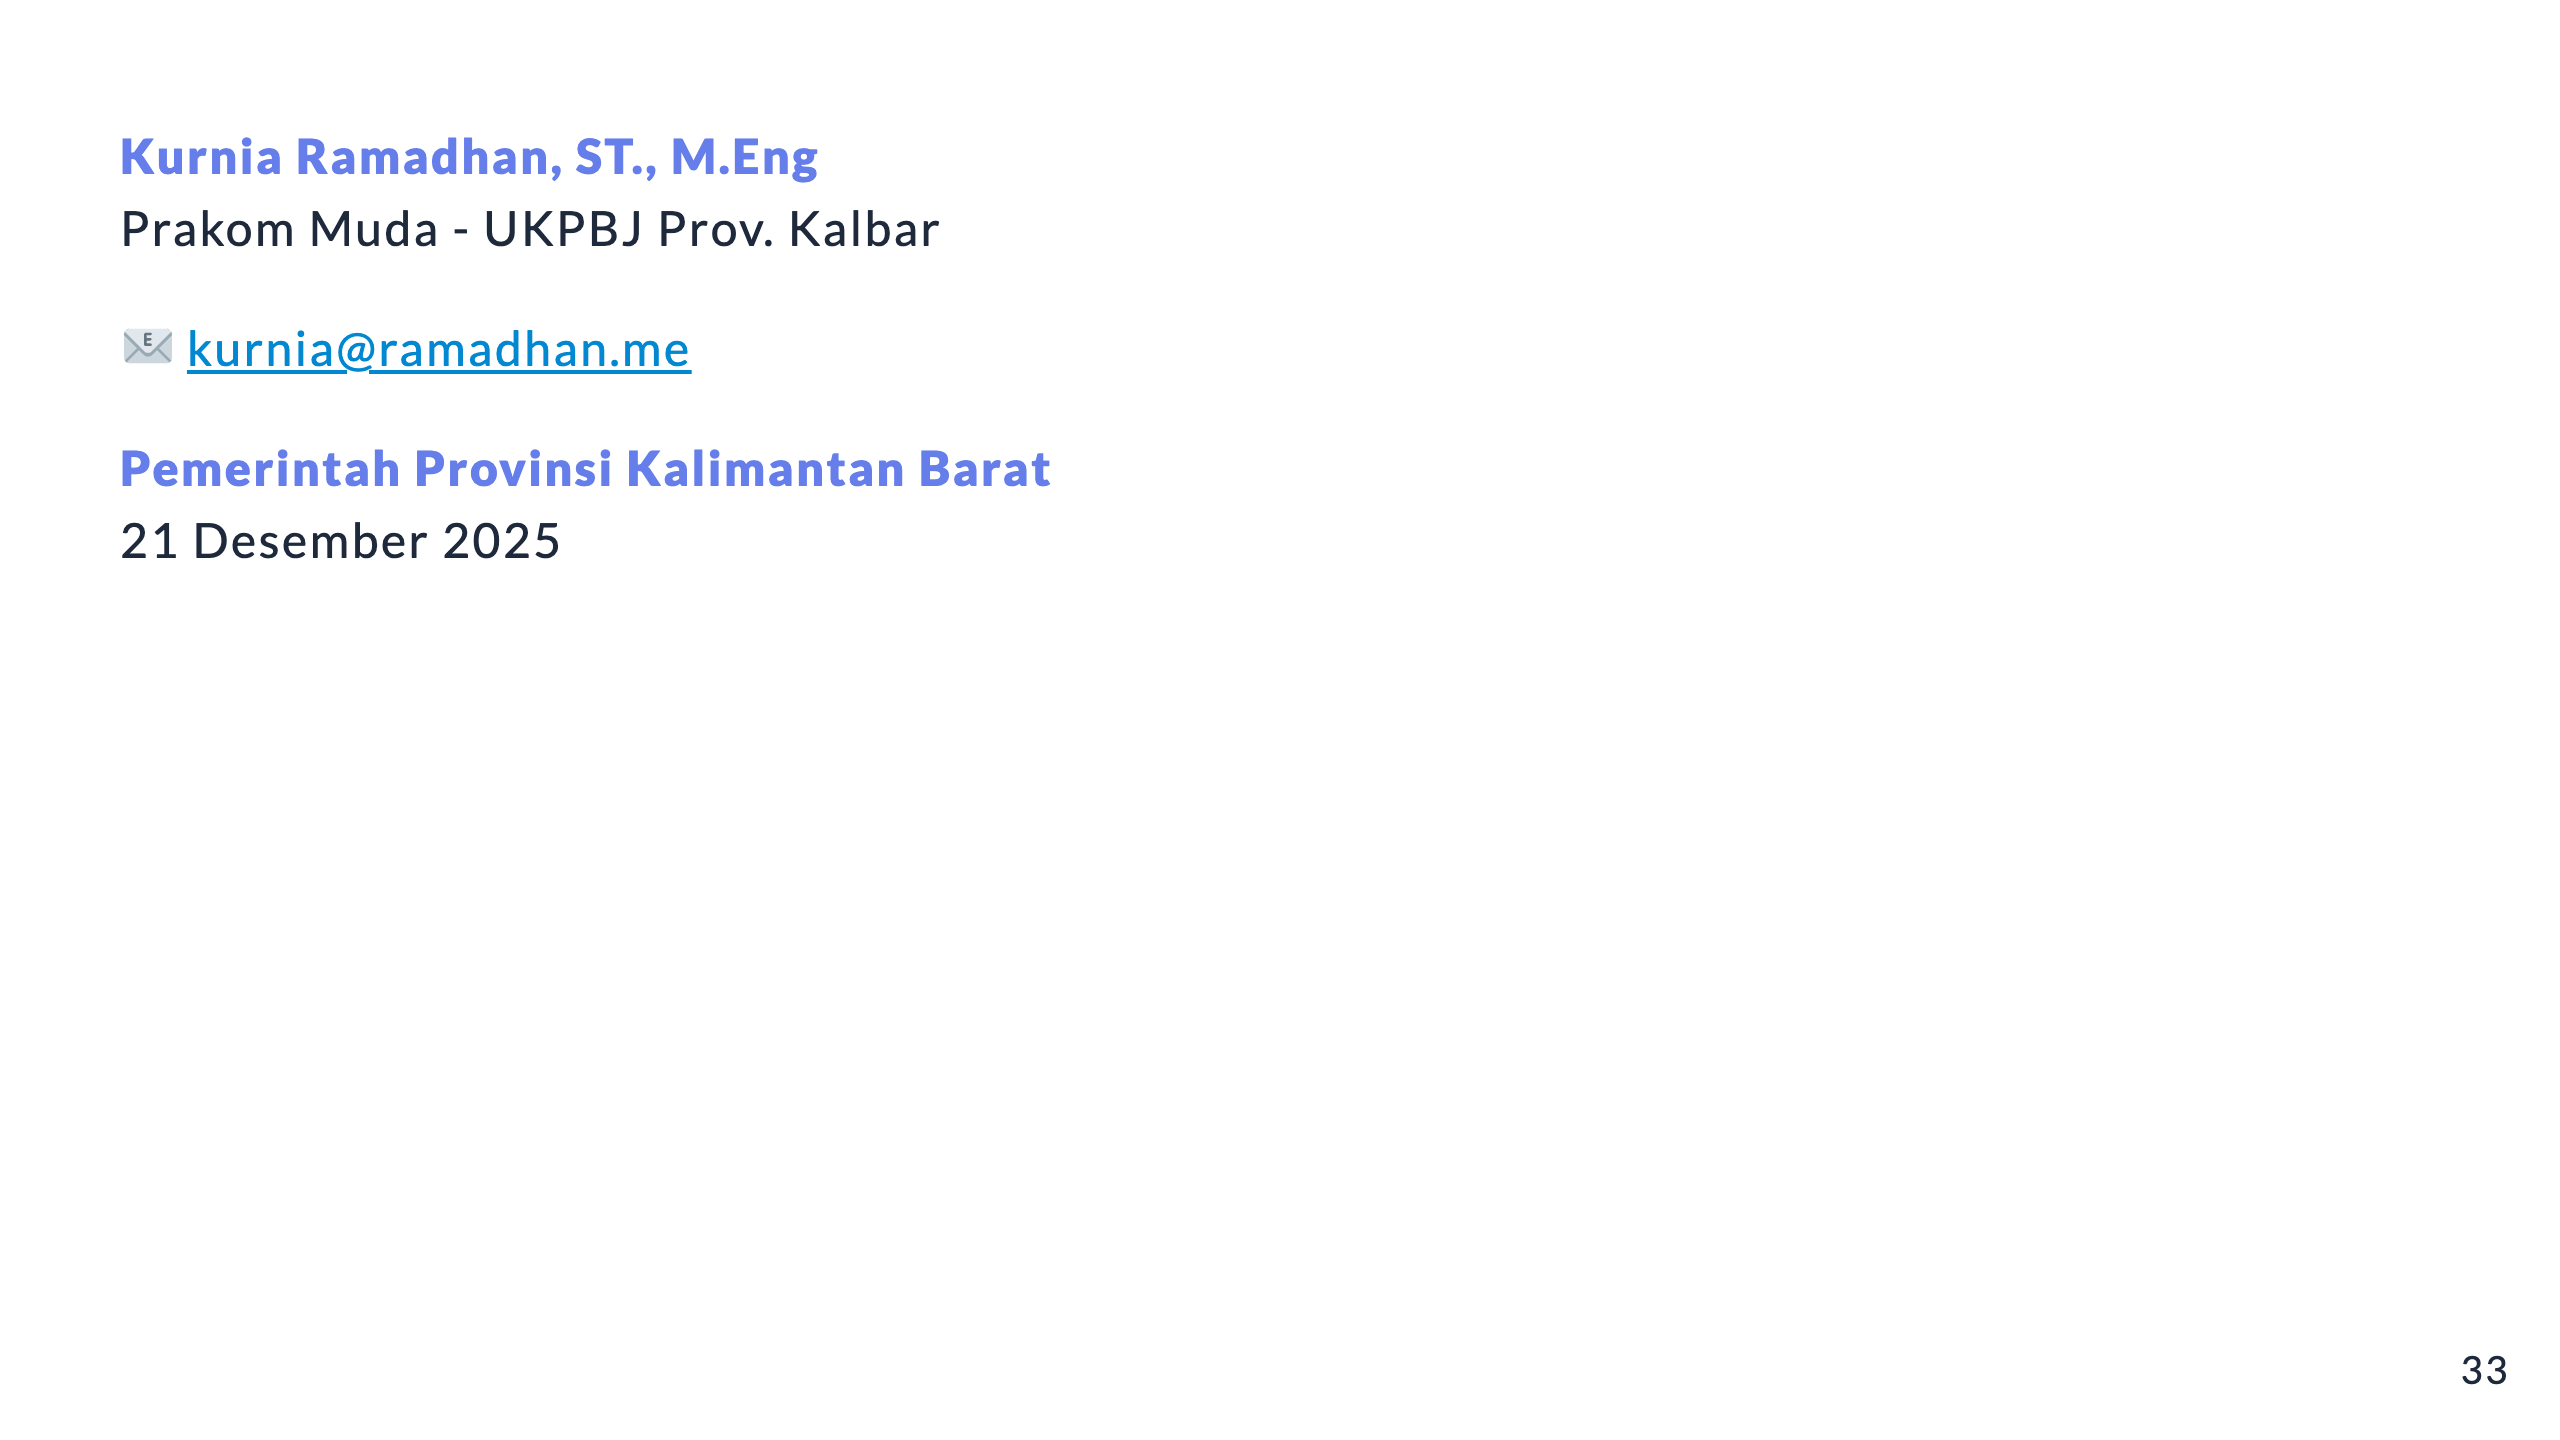 Kurnia Ramadhan, ST., M.Eng
Prakom Muda - UKPBJ Prov. Kalbar
📧 kurnia@ramadhan.me
Pemerintah Provinsi Kalimantan Barat
21 Desember 2025
33